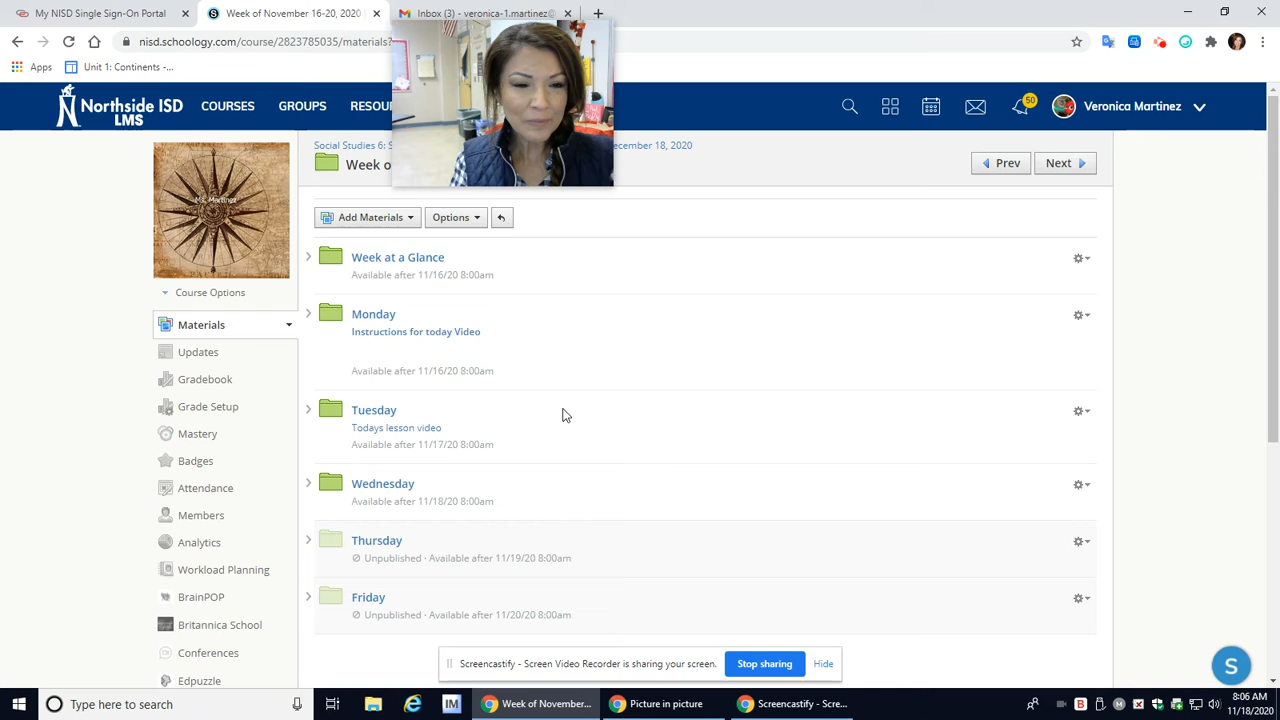 My NISD Single Sign-On Portal
Week of November 16-20, 2020
Inbox (3) - veronica-1.martinez@
nisd.schoology.com/course/2823785035/materials?
Apps
Unit 1: Continents -...
Northside ISD
LMS
COURSES
GROUPS
RESOU
50
Veronica Martinez
Social Studies 6: S
ecember 18, 2020
Week o
Prev
Next
Ms. Martinez
Add Materials
Options
Course Options
Materials
Updates
Gradebook
Grade Setup
Mastery
Badges
Attendance
Members
Analytics
Workload Planning
BrainPOP
Britannica School
Conferences
Edpuzzle
Week at a Glance
Available after 11/16/20 8:00am
Monday
Instructions for today Video
Available after 11/16/20 8:00am
Tuesday
Todays lesson video
Available after 11/17/20 8:00am
Wednesday
Available after 11/18/20 8:00am
Thursday
Unpublished · Available after 11/19/20 8:00am
Friday
Unpublished · Available after 11/20/20 8:00am
Screencastify - Screen Video Recorder is sharing your screen.
Stop sharing
Hide
S
Type here to search
IM
Week of November...
Picture in picture
Screencastify - Scre...
8:06 AM
11/18/2020